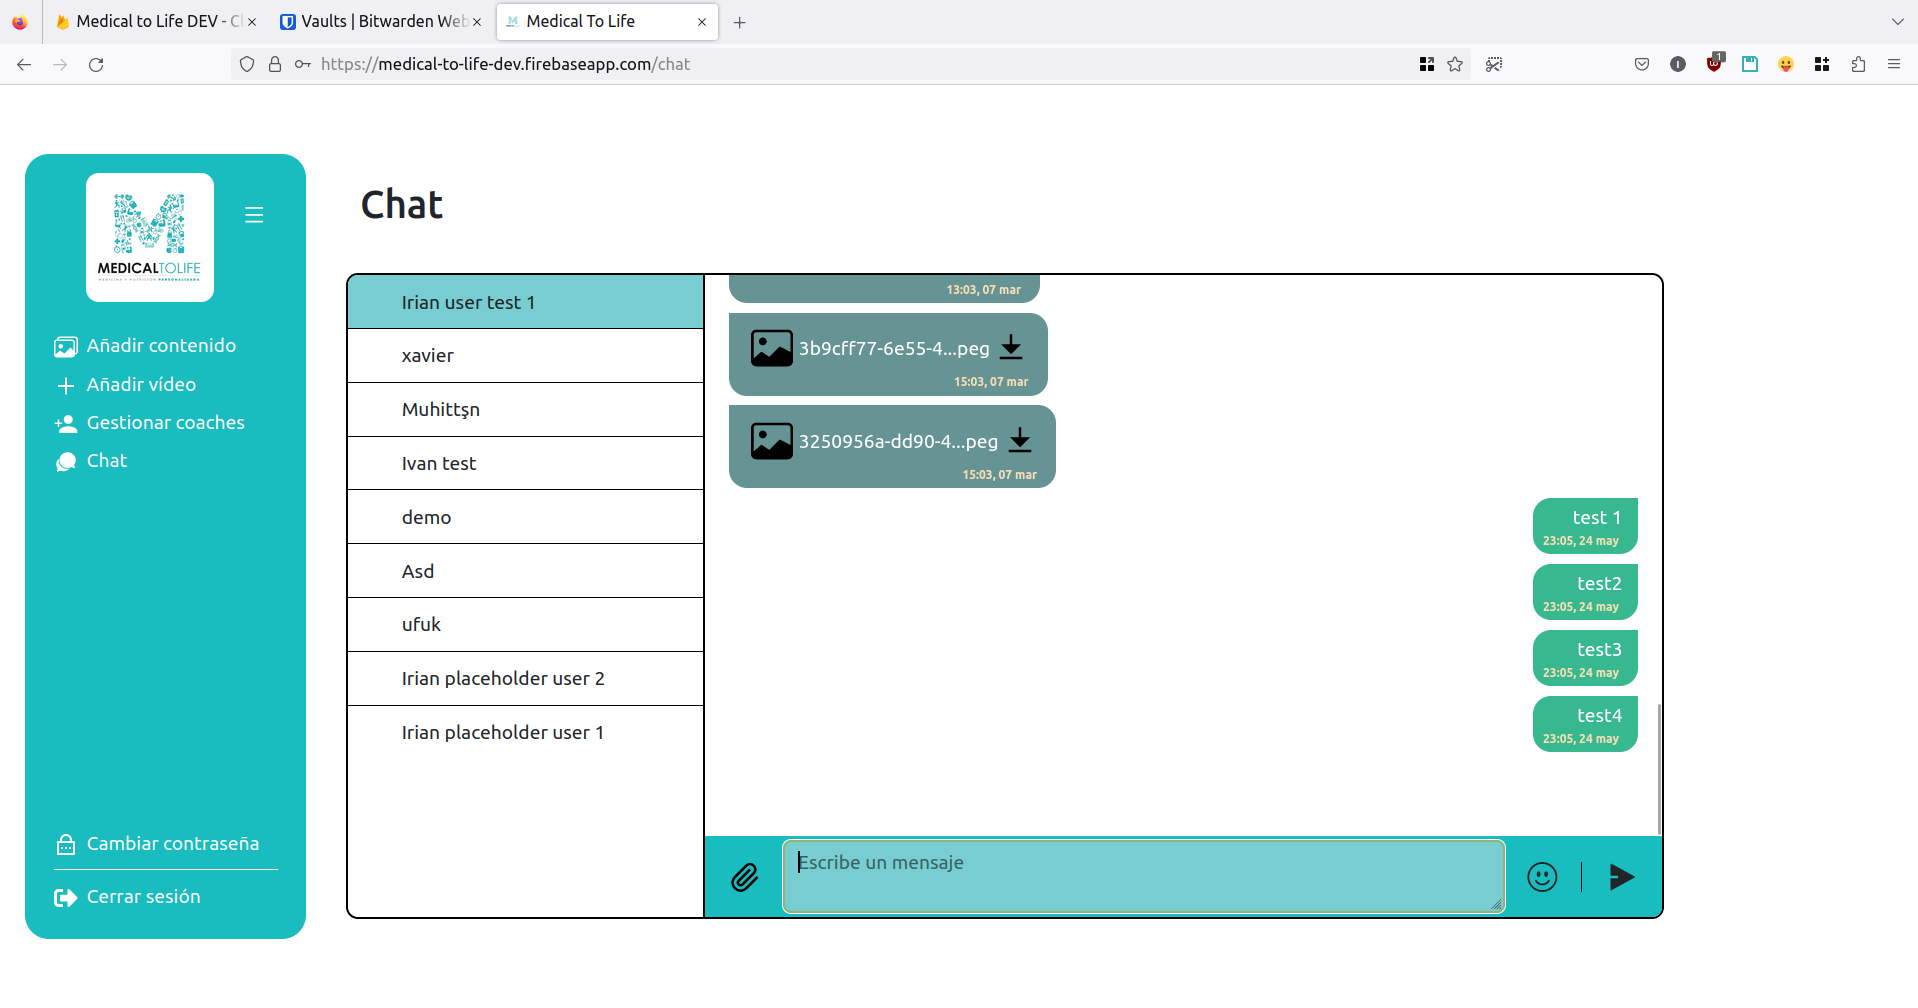 Medical to Life DEV - Cl
Vaults | Bitwarden Web
Medical To Life
https://medical-to-life-dev.firebaseapp.com/chat
1
MEDICALTOLIFE
MEDICINA Y NUTRICIÓN PERSONALIZADA
Añadir contenido
Añadir vídeo
Gestionar coaches
Chat
Cambiar contraseña
Cerrar sesión
Chat
Irian user test 1
xavier
Muhittşn
Ivan test
demo
Asd
ufuk
Irian placeholder user 2
Irian placeholder user 1
13:03, 07 mar
3b9cff77-6e55-4...peg
15:03, 07 mar
3250956a-dd90-4...peg
15:03, 07 mar
test 1
23:05, 24 may
test2
23:05, 24 may
test3
23:05, 24 may
test4
23:05, 24 may
Escribe un mensaje